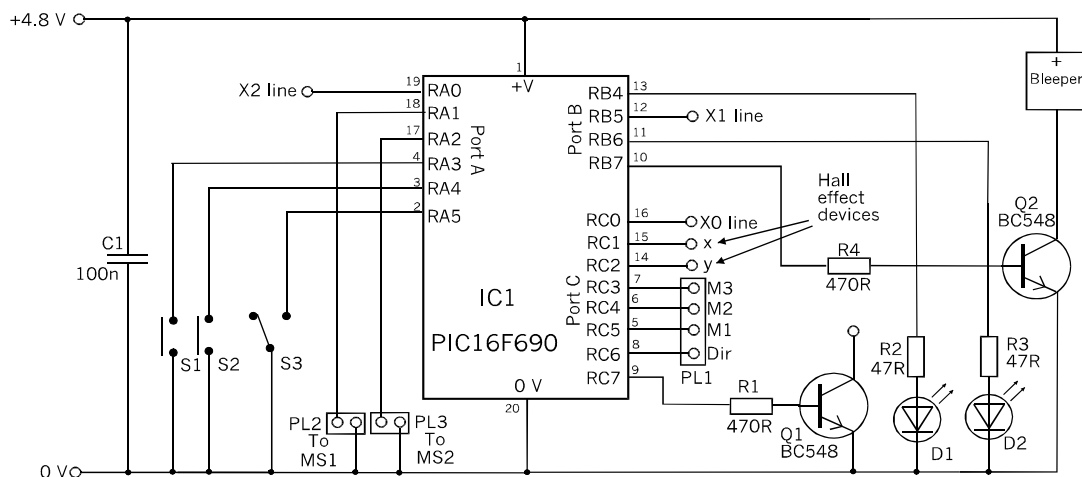 +4.8 V
C1
100n
S1
S2
S3
X2 line
19
18
17
4
3
2
RA0
RA1
RA2
RA3
RA4
RA5
Port A
1
+V
IC1
PIC16F690
0 V
20
PL2
To
MS1
PL3
To
MS2
RB4
RB5
RB6
RB7
Port B
13
12
11
10
X1 line
RC0
RC1
RC2
RC3
RC4
RC5
RC6
RC7
Port C
16
15
14
7
6
5
8
9
X0 line
x
y
Hall
effect
devices
M3
M2
M1
Dir
PL1
R1
470R
Q1
BC548
R4
470R
R2
47R
D1
R3
47R
D2
Q2
BC548
+
Bleeper
0 V